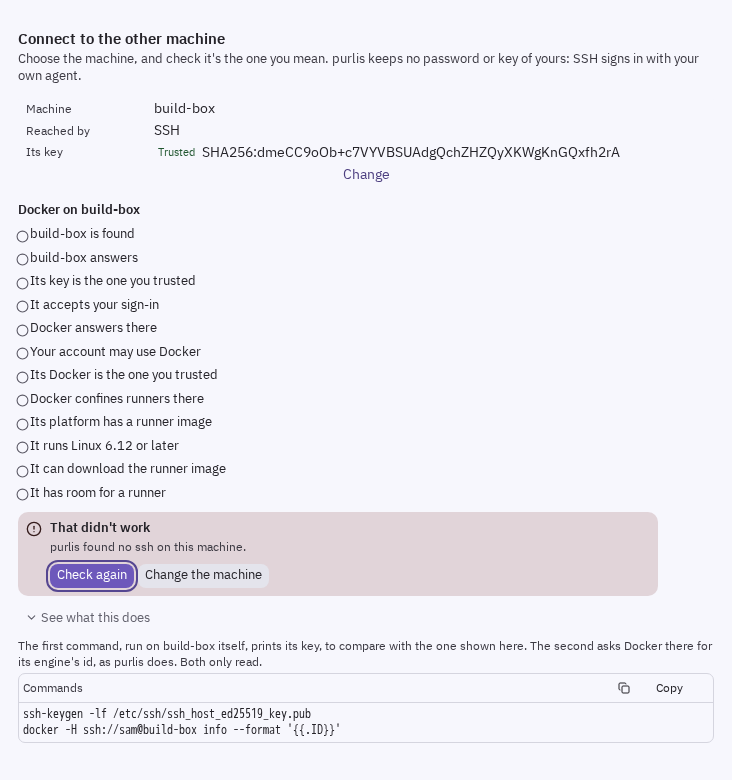 Connect to the other machine
Choose the machine, and check it's the one you mean. purlis keeps no password or key of yours: SSH signs in with your
own agent.
Machine build-box
Reached by SSH
Its key Trusted SHA256:dmeCC9oOb+c7VYVBSUAdgQchZHZQyXKWgKnGQxfh2rA
Change
Docker on build-box
build-box is found
build-box answers
Its key is the one you trusted
It accepts your sign-in
Docker answers there
Your account may use Docker
Its Docker is the one you trusted
Docker confines runners there
Its platform has a runner image
It runs Linux 6.12 or later
It can download the runner image
It has room for a runner
That didn't work
purlis found no ssh on this machine.
Check again Change the machine
See what this does
The first command, run on build-box itself, prints its key, to compare with the one shown here. The second asks Docker there for
its engine's id, as purlis does. Both only read.
Commands Copy
ssh-keygen -lf /etc/ssh/ssh_host_ed25519_key.pub
docker -H ssh://sam@build-box info --format '{{.ID}}'